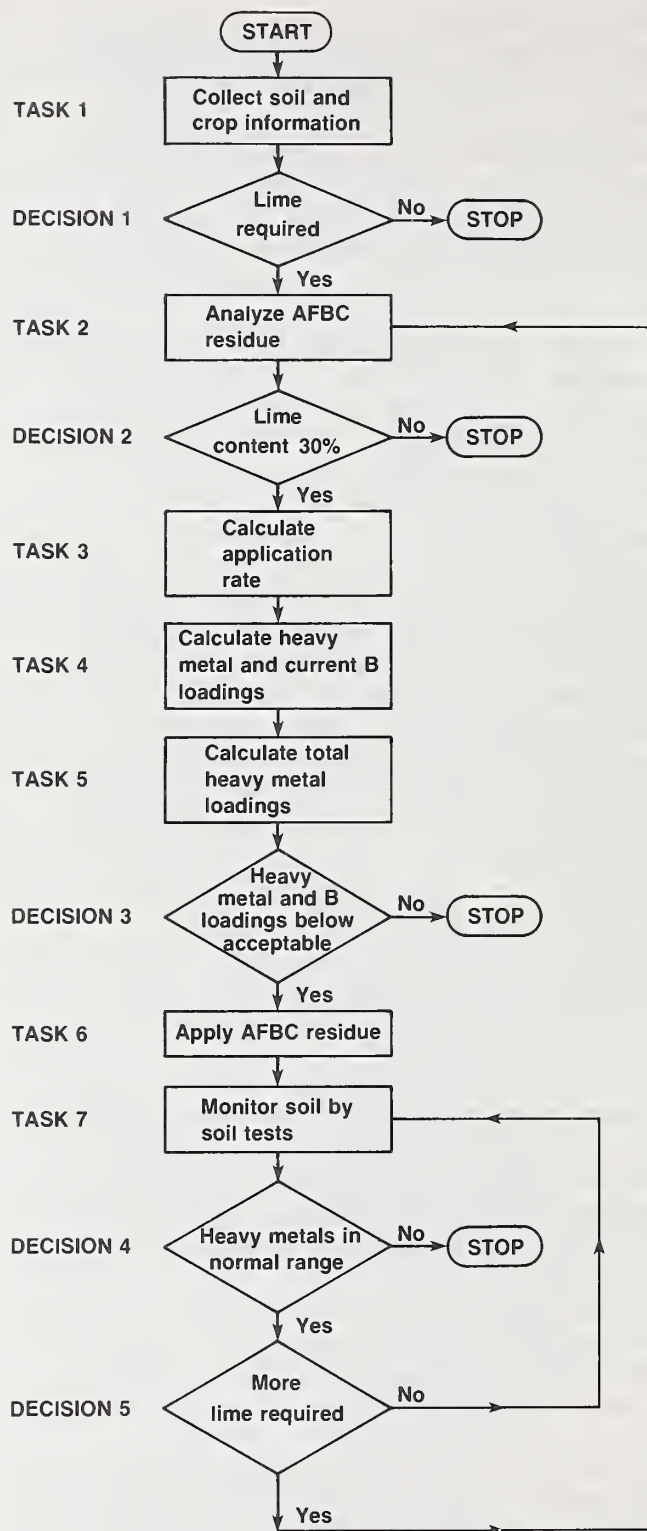 START
TASK 1
Collect soil and
crop information
DECISION 1
Lime
required
No
STOP
Yes
TASK 2
Analyze AFBC
residue
DECISION 2
Lime
content 30%
No
STOP
Yes
TASK 3
Calculate
application
rate
TASK 4
Calculate heavy
metal and current B
loadings
TASK 5
Calculate total
heavy metal
loadings
DECISION 3
Heavy
metal and B
loadings below
acceptable
No
STOP
Yes
TASK 6
Apply AFBC residue
TASK 7
Monitor soil by
soil tests
DECISION 4
Heavy metals in
normal range
No
STOP
Yes
DECISION 5
More
lime required
No
Yes